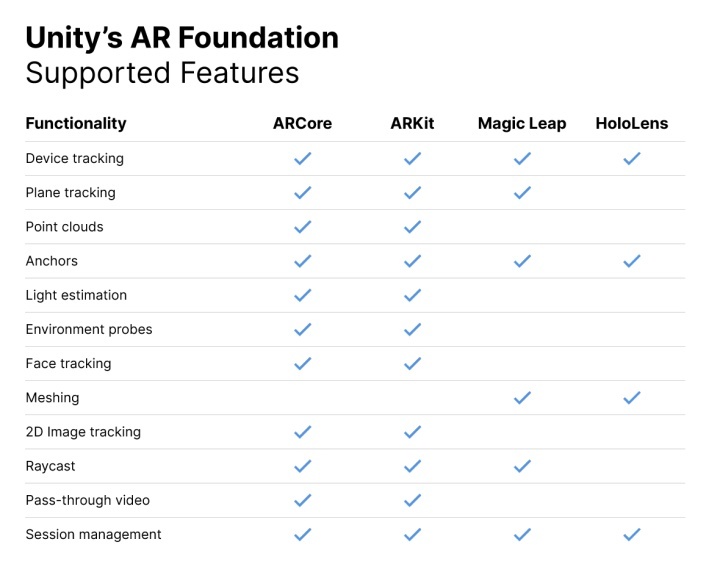 Unity’s AR Foundation
Supported Features
Functionality ARCore ARKit Magic Leap HoloLens
Device tracking ✓ ✓ ✓ ✓
Plane tracking ✓ ✓ ✓
Point clouds ✓ ✓
Anchors ✓ ✓ ✓ ✓
Light estimation ✓ ✓
Environment probes ✓ ✓
Face tracking ✓ ✓
Meshing ✓ ✓
2D Image tracking ✓ ✓
Raycast ✓ ✓ ✓
Pass-through video ✓ ✓
Session management ✓ ✓ ✓ ✓